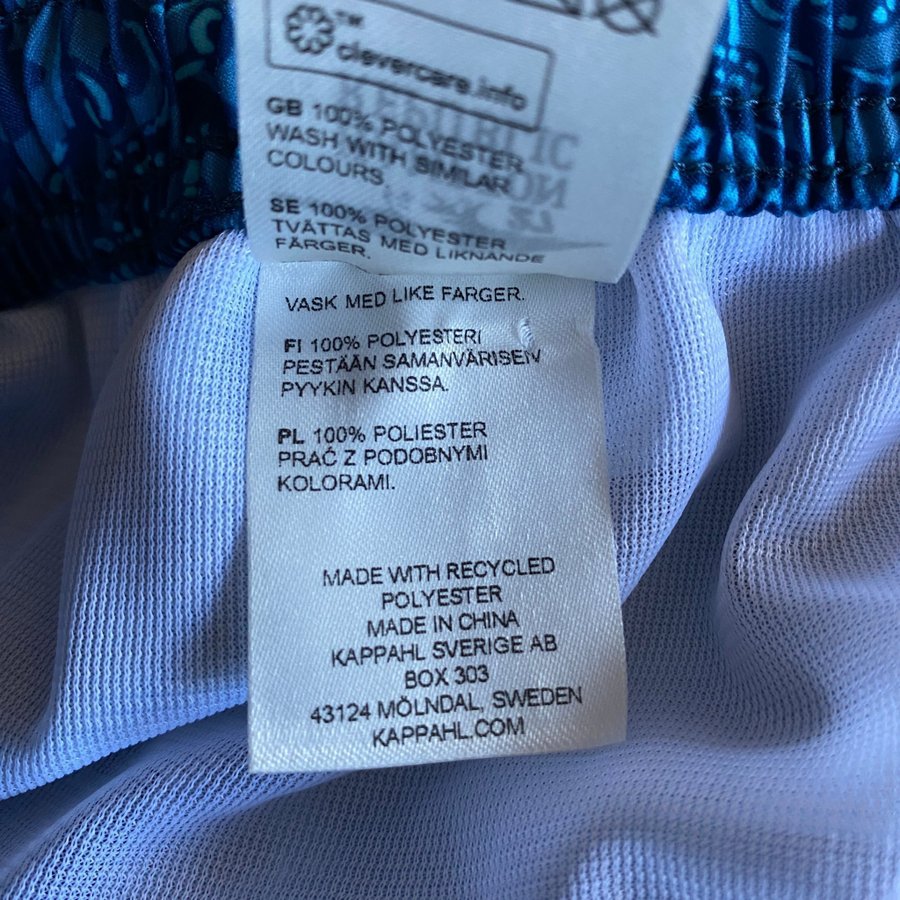 ™
clevercare.info
GB 100% POLYESTER
WASH WITH SIMILAR
COLOURS
SE 100% POLYESTER
TVÄTTAS MED LIKNANDE
FÄRGER.
VASK MED LIKE FARGER.
FI 100% POLYESTERI
PESTÄÄN SAMANVÄRISEN
PYYKIN KANSSA.
PL 100% POLIESTER
PRAĆ Z PODOBNYMI
KOLORAMI.
MADE WITH RECYCLED
POLYESTER
MADE IN CHINA
KAPPAHL SVERIGE AB
BOX 303
43124 MÖLNDAL, SWEDEN
KAPPAHL.COM